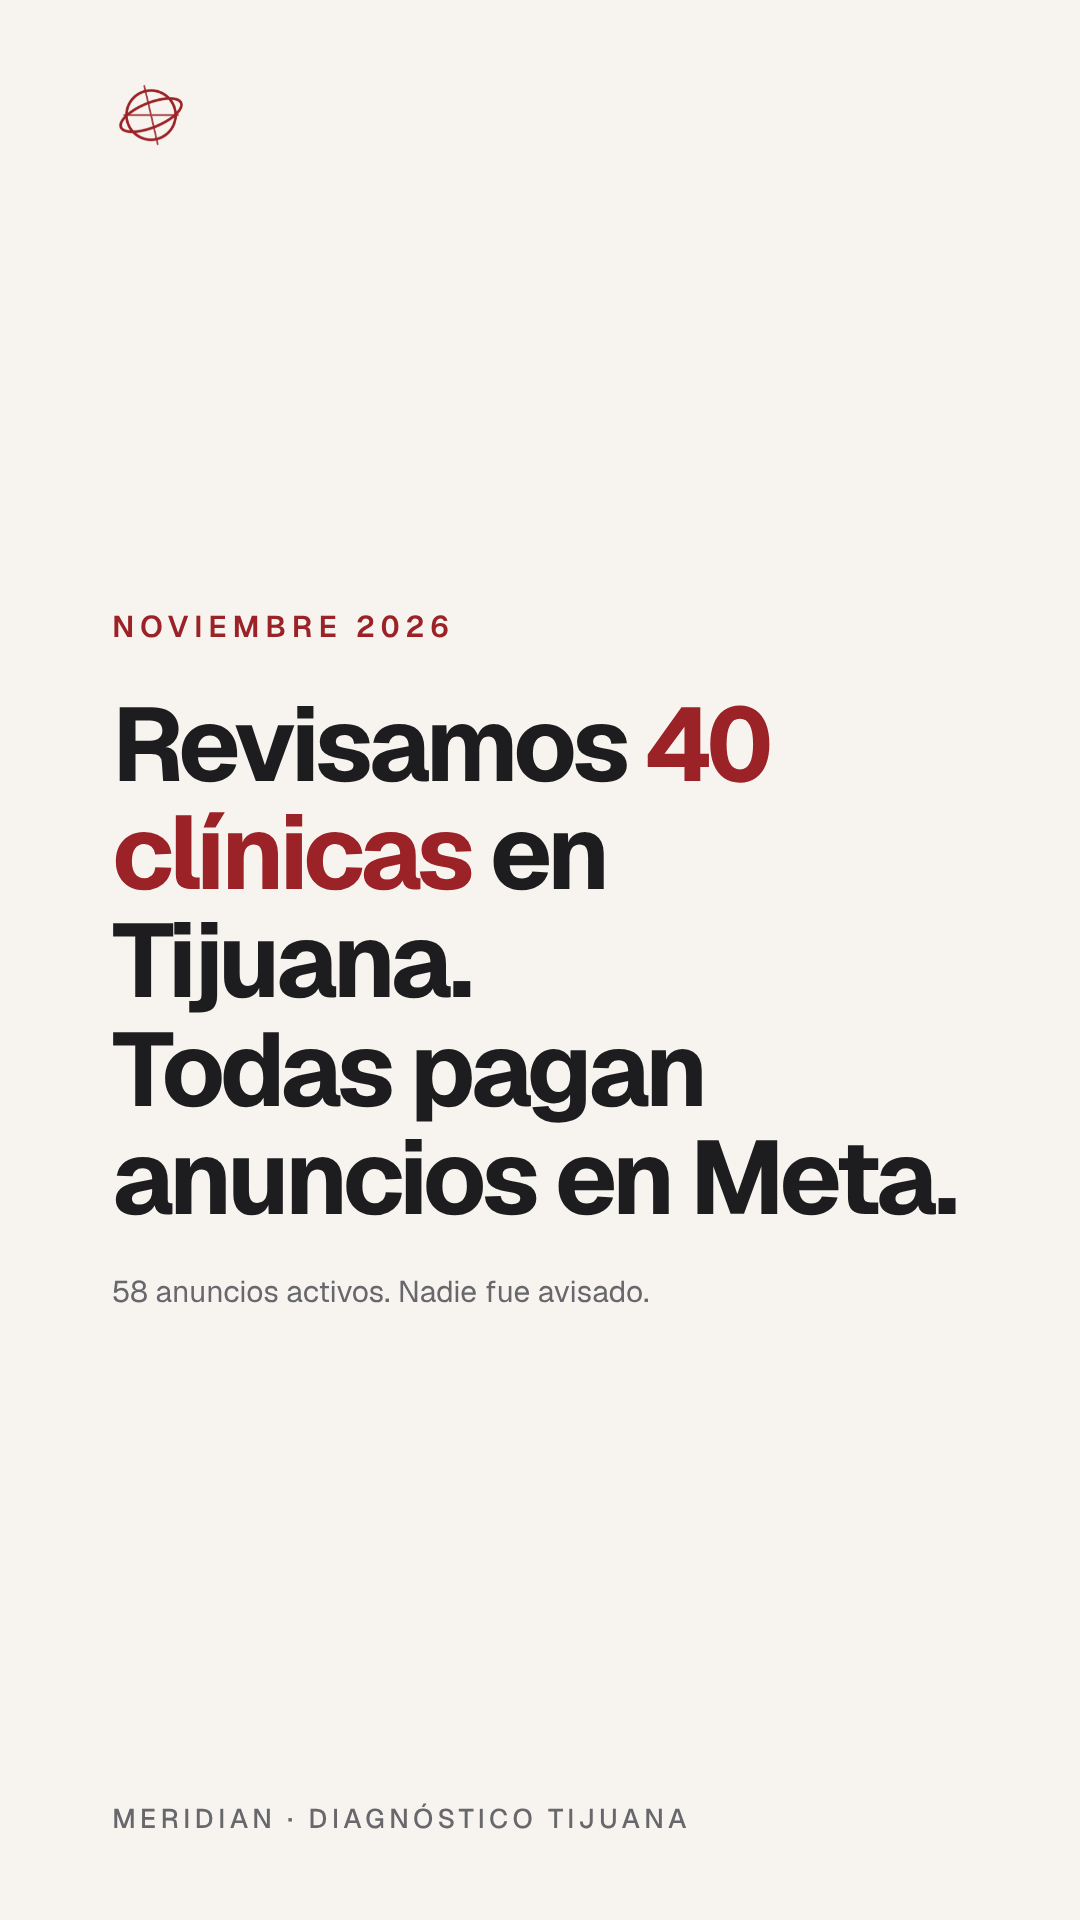 NOVIEMBRE 2026
Revisamos 40
clínicas en
Tijuana.
Todas pagan
anuncios en Meta.
58 anuncios activos. Nadie fue avisado.
MERIDIAN · DIAGNÓSTICO TIJUANA